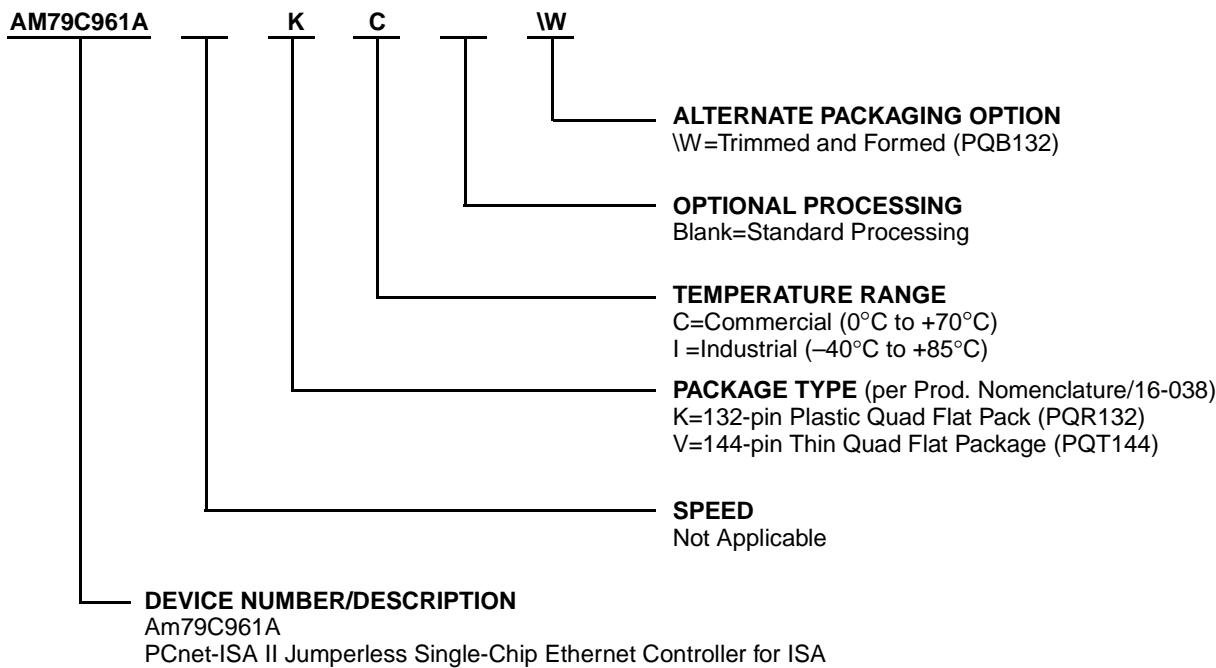 AM79C961A K C \W
ALTERNATE PACKAGING OPTION
\W=Trimmed and Formed (PQB132)
OPTIONAL PROCESSING
Blank=Standard Processing
TEMPERATURE RANGE
C=Commercial (0°C to +70°C)
I =Industrial (–40°C to +85°C)
PACKAGE TYPE (per Prod. Nomenclature/16-038)
K=132-pin Plastic Quad Flat Pack (PQR132)
V=144-pin Thin Quad Flat Package (PQT144)
SPEED
Not Applicable
DEVICE NUMBER/DESCRIPTION
Am79C961A
PCnet-ISA II Jumperless Single-Chip Ethernet Controller for ISA